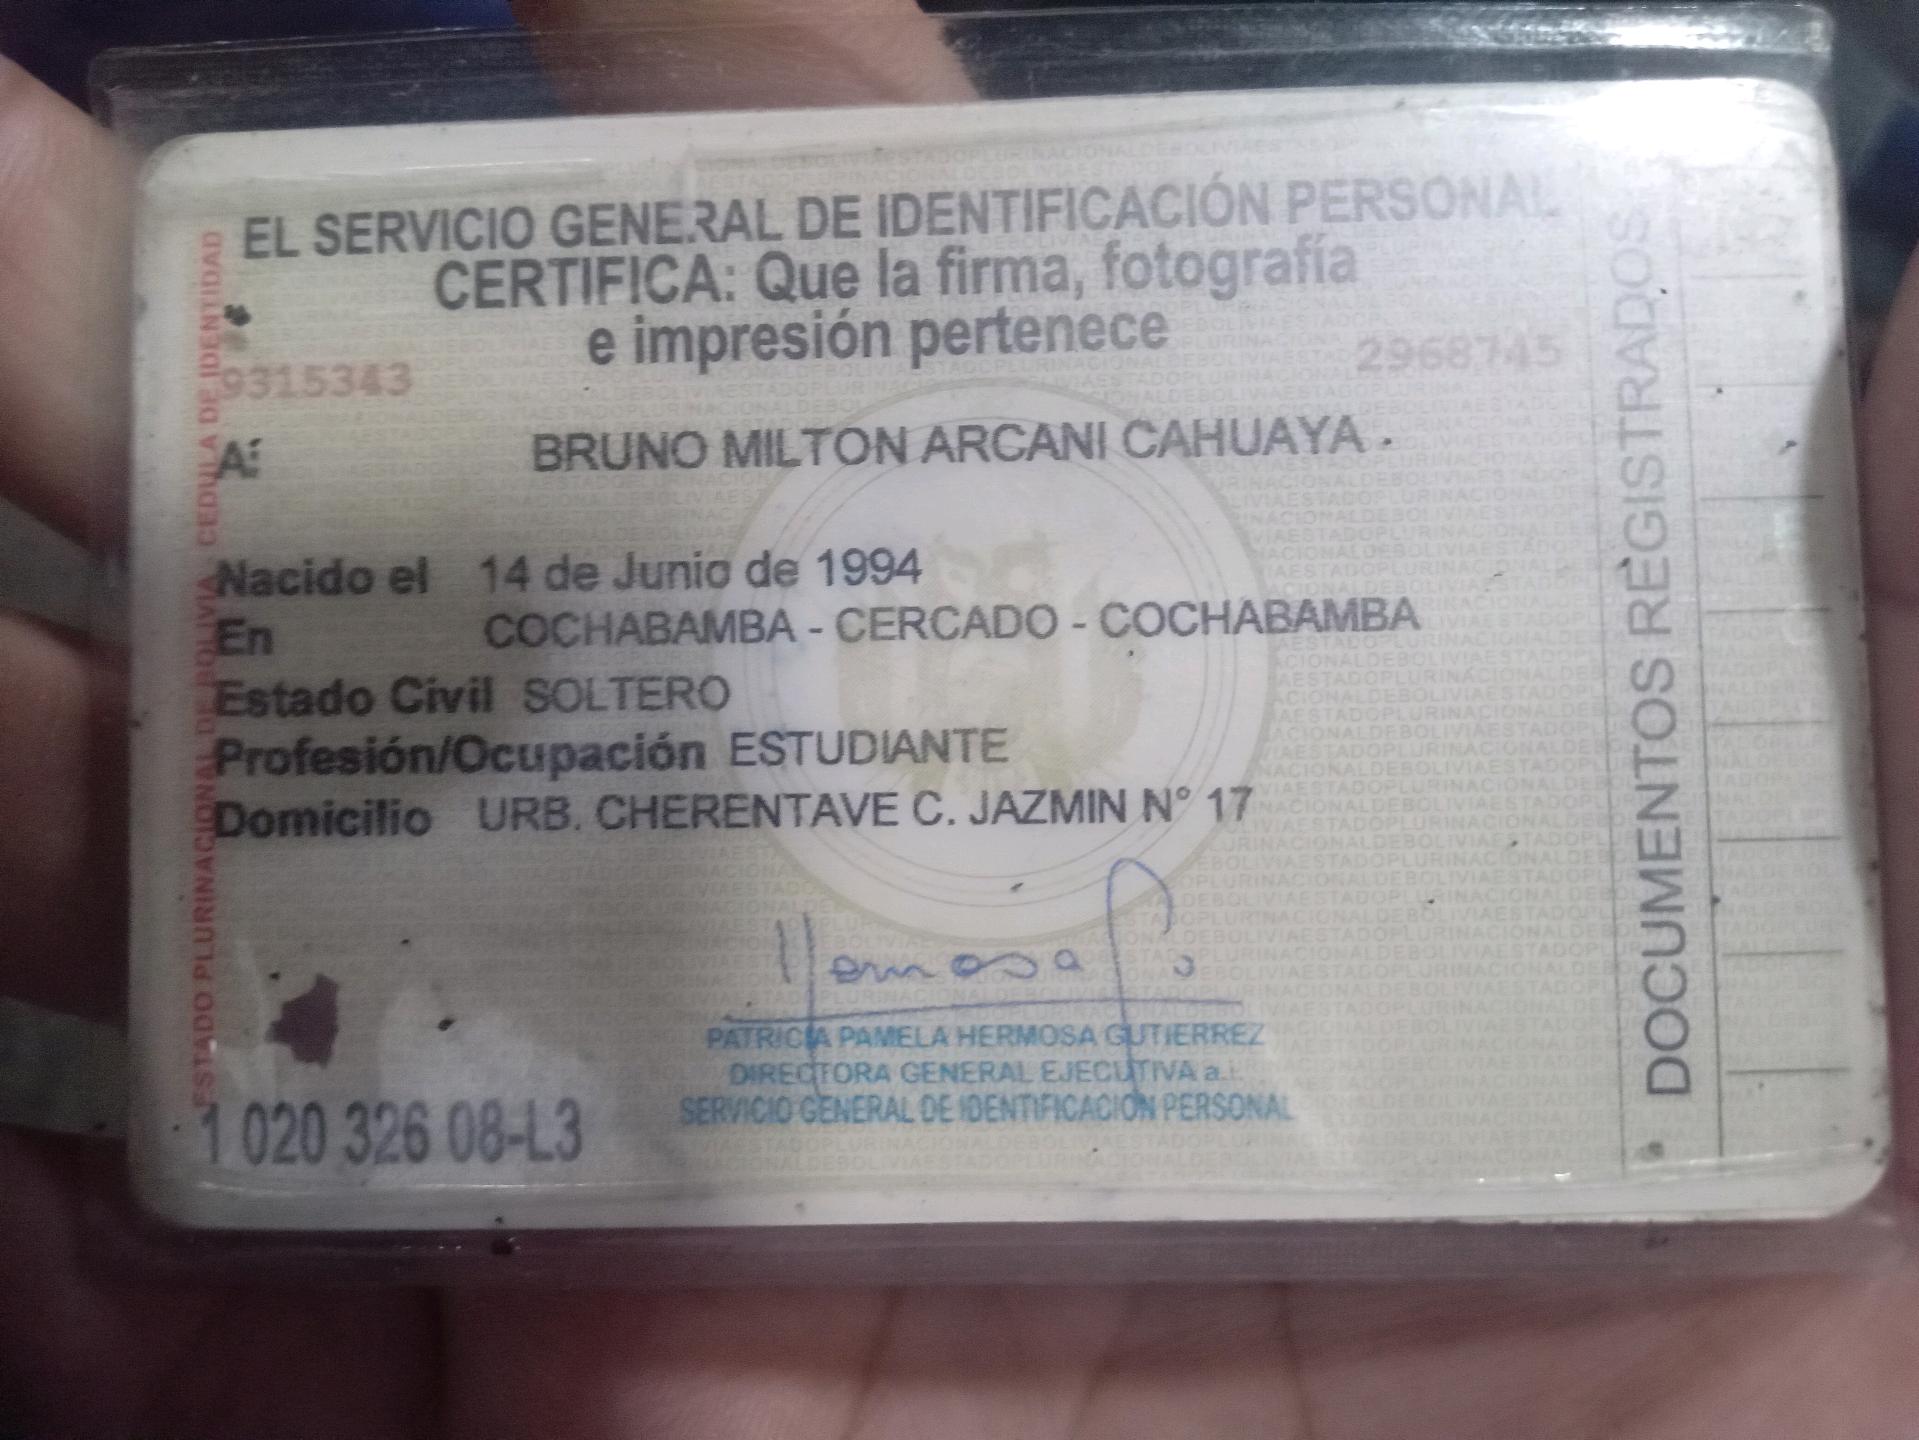 EL SERVICIO GENERAL DE IDENTIFICACIÓN PERSONAL
CERTIFICA: Que la firma, fotografía
e impresión pertenece
9315343
2968745
A:
BRUNO MILTON ARCANI CAHUAYA
Nacido el 14 de Junio de 1994
En COCHABAMBA - CERCADO - COCHABAMBA
Estado Civil SOLTERO
Profesión/Ocupación ESTUDIANTE
Domicilio URB. CHERENTAVE C. JAZMIN N° 17
PATRICIA PAMELA HERMOSA GUTIERREZ
DIRECTORA GENERAL EJECUTIVA a.i.
SERVICIO GENERAL DE IDENTIFICACIÓN PERSONAL
1 020 326 08-L3
ESTADO PLURINACIONAL DE BOLIVIA CEDULA DE IDENTIDAD
DOCUMENTOS REGISTRADOS